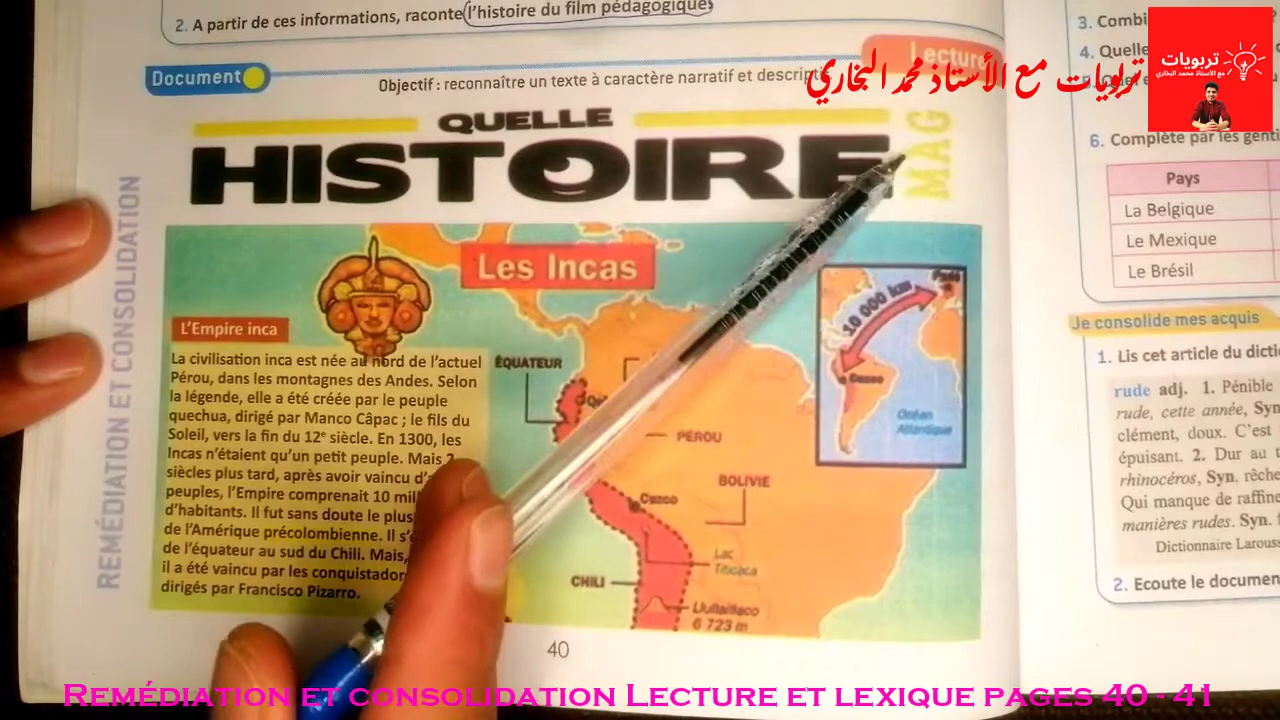 2. A partir de ces informations, raconte l'histoire du film pédagogique
Document
Lecture
Objectif : reconnaître un texte à caractère narratif et descripti
تربويات مع الأستاذ محمد البخاري
تربويات
مع الأستاذ محمد البخاري
QUELLE
HISTOIRE
MAG
REMÉDIATION ET CONSOLIDATION
Les Incas
L'Empire inca
La civilisation inca est née au nord de l'actuel
Pérou, dans les montagnes des Andes. Selon
la légende, elle a été créée par le peuple
quechua, dirigé par Manco Câpac ; le fils du
Soleil, vers la fin du 12e siècle. En 1300, les
Incas n'étaient qu'un petit peuple. Mais 2
siècles plus tard, après avoir vaincu d'
peuples, l'Empire comprenait 10 mil
d'habitants. Il fut sans doute le plus
de l'Amérique précolombienne. Il s'é
de l'équateur au sud du Chili. Mais,
il a été vaincu par les conquistador
dirigés par Francisco Pizarro.
ÉQUATEUR
PÉROU
BOLIVIE
Cuzco
Lac
Titicaca
CHILI
Llullaillaco
6 723 m
Paris
10 000 km
Cuzco
Océan
Atlantique
40
3. Combi
4. Quelle
6. Complète par les genti
Pays
La Belgique
Le Mexique
Le Brésil
Je consolide mes acquis
1. Lis cet article du dicti
rude adj. 1. Pénible
rude, cette année, Syn
clément, doux. C'est
épuisant. 2. Dur au t
rhinocéros, Syn. rêche
Qui manque de raffine
manières rudes. Syn.
Dictionnaire Larouss
2. Ecoute le documen
Remédiation et consolidation Lecture et lexique pages 40 - 41